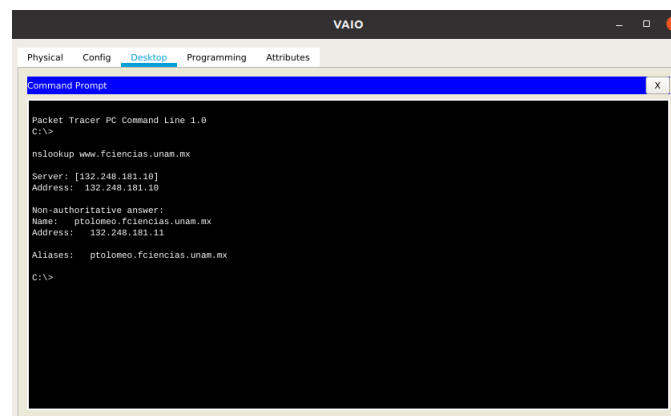 VAIO
Physical Config Desktop Programming Attributes
Command Prompt
X
Packet Tracer PC Command Line 1.0
C:\>
nslookup www.fciencias.unam.mx
Server: [132.248.181.10]
Address: 132.248.181.10
Non-authoritative answer:
Name: ptolomeo.fciencias.unam.mx
Address: 132.248.181.11
Aliases: ptolomeo.fciencias.unam.mx
C:\>